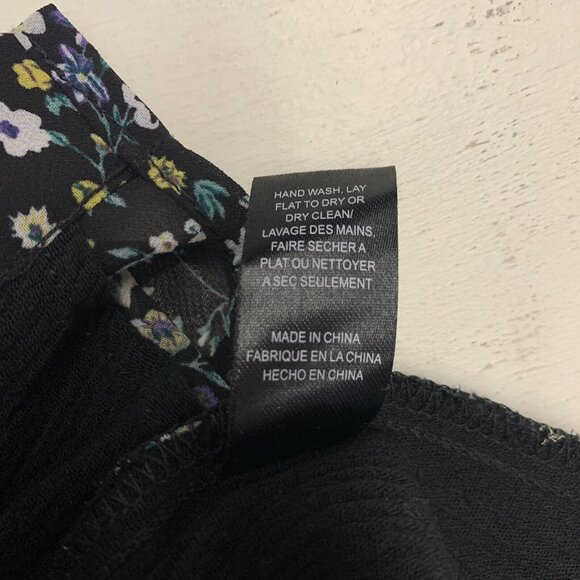 HAND WASH, LAY
FLAT TO DRY OR
DRY CLEAN/
LAVAGE DES MAINS,
FAIRE SECHER A
PLAT OU NETTOYER
A SEC SEULEMENT
MADE IN CHINA
FABRIQUE EN LA CHINA
HECHO EN CHINA